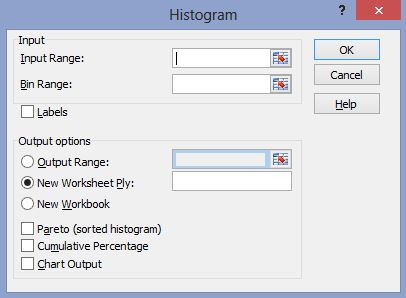 Histogram
?
Input
Input Range:
OK
Bin Range:
Cancel
Labels
Help
Output options
Output Range:
New Worksheet Ply:
New Workbook
Pareto (sorted histogram)
Cumulative Percentage
Chart Output